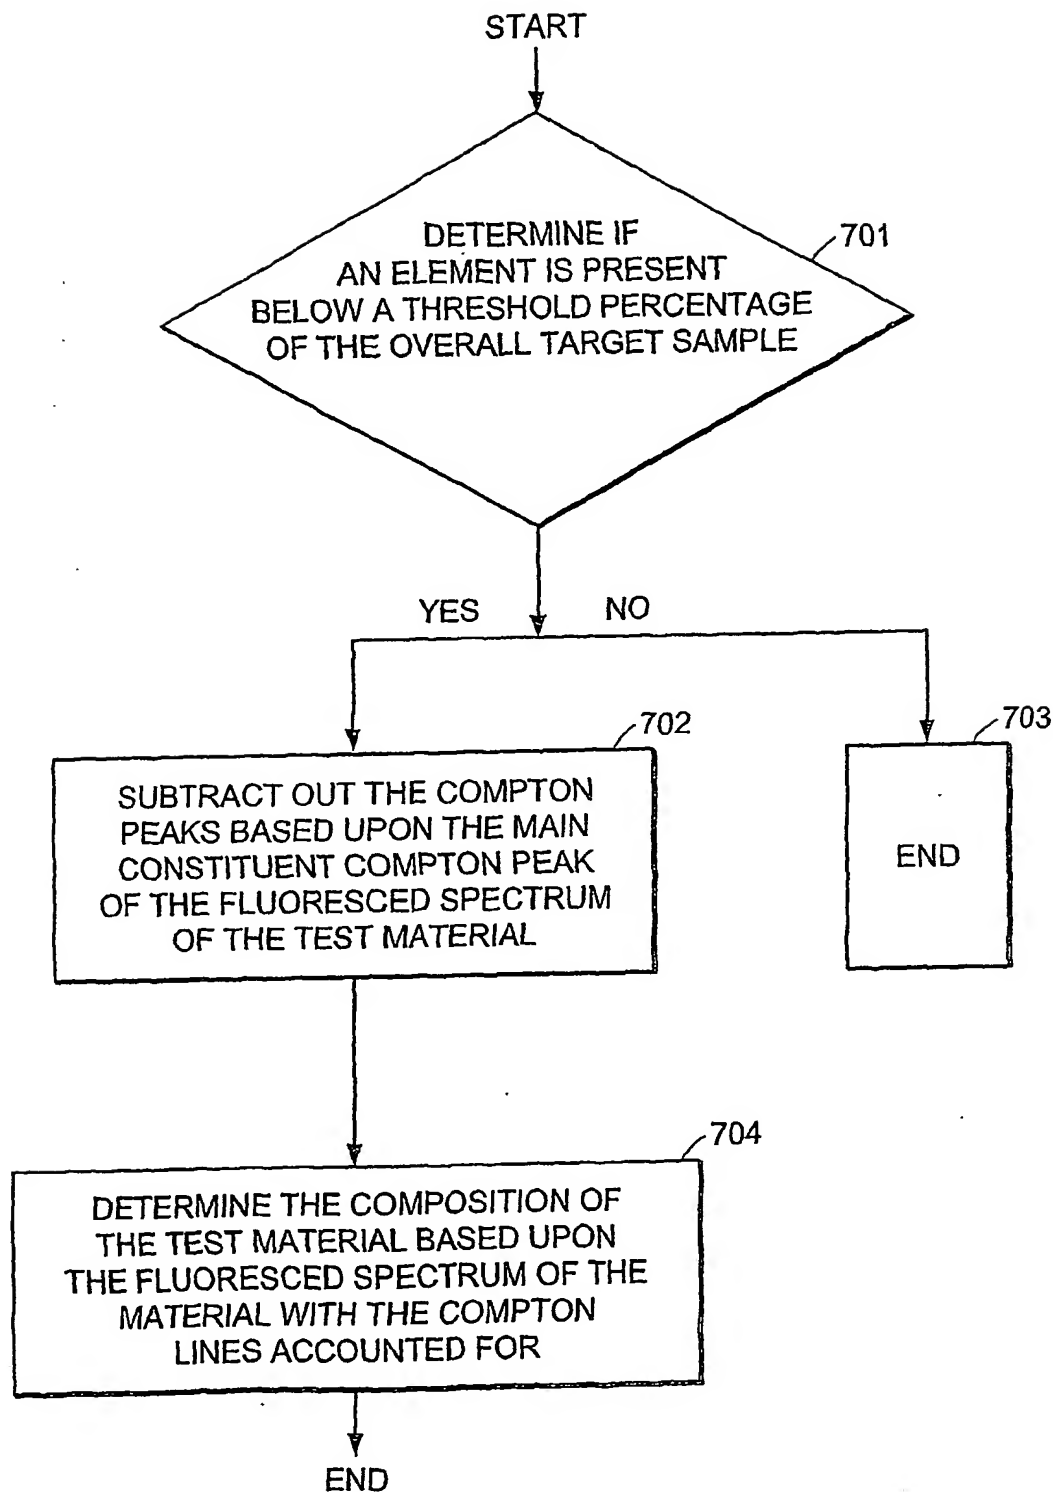 START
DETERMINE IF
AN ELEMENT IS PRESENT
BELOW A THRESHOLD PERCENTAGE
OF THE OVERALL TARGET SAMPLE
701
YES
NO
702
SUBTRACT OUT THE COMPTON
PEAKS BASED UPON THE MAIN
CONSTITUENT COMPTON PEAK
OF THE FLUORESCED SPECTRUM
OF THE TEST MATERIAL
703
END
704
DETERMINE THE COMPOSITION OF
THE TEST MATERIAL BASED UPON
THE FLUORESCED SPECTRUM OF THE
MATERIAL WITH THE COMPTON
LINES ACCOUNTED FOR
END